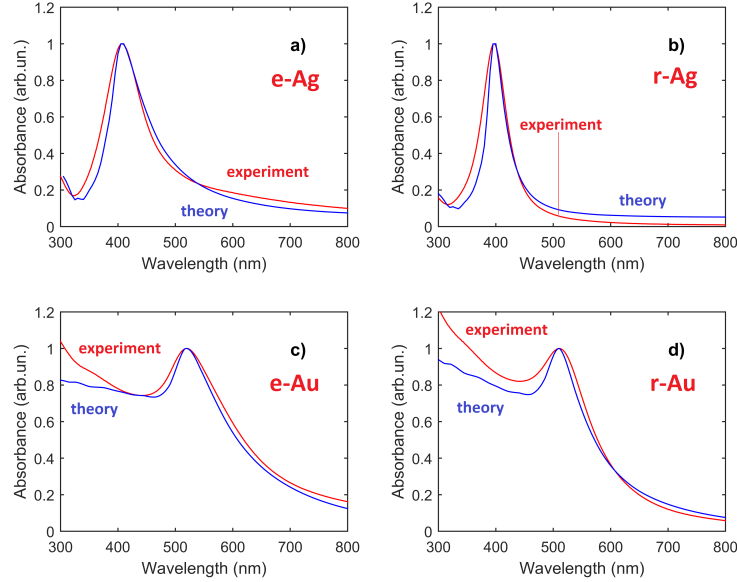 1.2
1
0.8
0.6
0.4
0.2
0
Absorbance (arb.un.)
a)
e-Ag
experiment
theory
300 400 500 600 700 800
Wavelength (nm)
1.2
1
0.8
0.6
0.4
0.2
0
Absorbance (arb.un.)
b)
r-Ag
experiment
theory
300 400 500 600 700 800
Wavelength (nm)
1.2
1
0.8
0.6
0.4
0.2
0
Absorbance (arb.un.)
experiment
c)
e-Au
theory
300 400 500 600 700 800
Wavelength (nm)
1.2
1
0.8
0.6
0.4
0.2
0
Absorbance (arb.un.)
experiment
d)
r-Au
theory
300 400 500 600 700 800
Wavelength (nm)